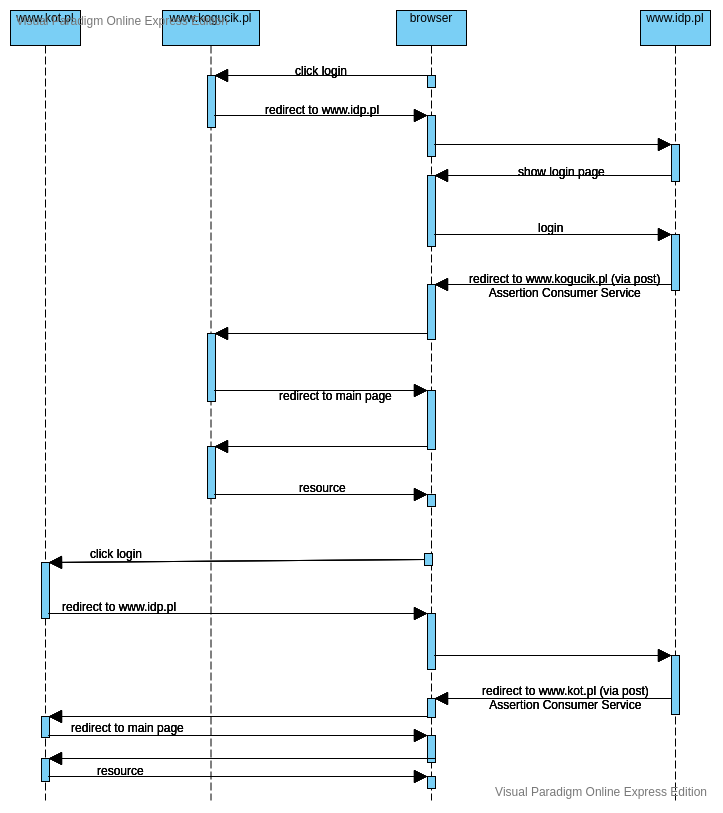 www.kot.pl
www.kogucik.pl
browser
www.idp.pl
Visual Paradigm Online Express Edition
click login
redirect to www.idp.pl
show login page
login
redirect to www.kogucik.pl (via post)
Assertion Consumer Service
redirect to main page
resource
click login
redirect to www.idp.pl
redirect to www.kot.pl (via post)
Assertion Consumer Service
redirect to main page
resource
Visual Paradigm Online Express Edition